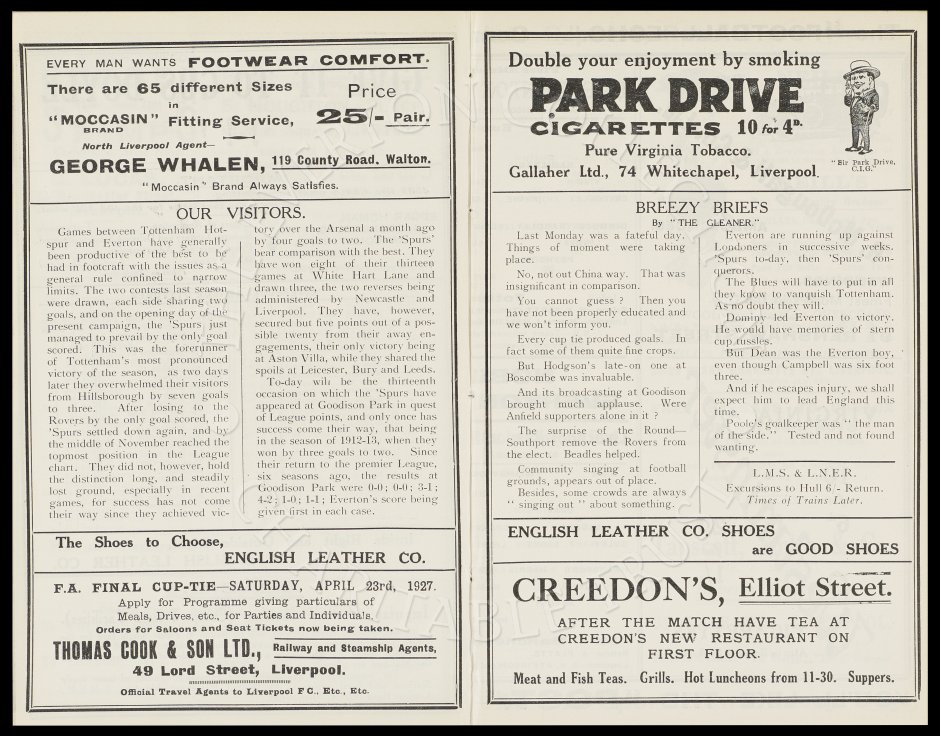 EVERY MAN WANTS FOOTWEAR COMFORT.
There are 65 different Sizes
in
"MOCCASIN" Fitting Service,
BRAND
Price
25/- Pair.
North Liverpool Agent—
GEORGE WHALEN, 119 County Road, Walton.
"Moccasin" Brand Always Satisfies.
OUR VISITORS.
Games between Tottenham Hot-
spur and Everton have generally
been productive of the best to be
had in footcraft with the issues as a
general rule confined to narrow
limits. The two contests last season
were drawn, each side sharing two
goals, and on the opening day of the
present campaign, the 'Spurs just
managed to prevail by the only goal
scored. This was the forerunner
of Tottenham's most pronounced
victory of the season, as two days
later they overwhelmed their visitors
from Hillsborough by seven goals
to three. After losing to the
Rovers by the only goal scored, the
'Spurs settled down again, and by
the middle of November reached the
topmost position in the League
chart. They did not, however, hold
the distinction long, and steadily
lost ground, especially in recent
games, for success has not come
their way since they achieved vic-
tory over the Arsenal a month ago
by four goals to two. The 'Spurs'
bear comparison with the best. They
have won eight of their thirteen
games at White Hart Lane and
drawn three, the two reverses being
administered by Newcastle and
Liverpool. They have, however,
secured but five points out of a pos-
sible twenty from their away en-
gagements, their only victory being
at Aston Villa, while they shared the
spoils at Leicester, Bury and Leeds.
To-day will be the thirteenth
occasion on which the 'Spurs have
appeared at Goodison Park in quest
of League points, and only once has
success come their way, that being
in the season of 1912-13, when they
won by three goals to two. Since
their return to the premier League,
six seasons ago, the results at
Goodison Park were 0-0; 0-0; 3-1;
4-2; 1-0; 1-1; Everton's score being
given first in each case.
The Shoes to Choose,
ENGLISH LEATHER CO.
F.A. FINAL CUP-TIE—SATURDAY, APRIL 23rd, 1927.
Apply for Programme giving particulars of
Meals, Drives, etc., for Parties and Individuals.
Orders for Saloons and Seat Tickets now being taken.
THOMAS COOK & SON LTD., Railway and Steamship Agents,
49 Lord Street, Liverpool.
Official Travel Agents to Liverpool F C., Etc., Etc.
Double your enjoyment by smoking
PARK DRIVE
CIGARETTES 10 for 4D.
Pure Virginia Tobacco.
Gallaher Ltd., 74 Whitechapel, Liverpool.
"Sir Park Drive,
C.I.G."
BREEZY BRIEFS
By "THE GLEANER."
Last Monday was a fateful day.
Things of moment were taking
place.
No, not out China way. That was
insignificant in comparison.
You cannot guess? Then you
have not been properly educated and
we won't inform you.
Every cup tie produced goals. In
fact some of them quite fine crops.
But Hodgson's late-on one at
Boscombe was invaluable.
And its broadcasting at Goodison
brought much applause. Were
Anfield supporters alone in it?
The surprise of the Round—
Southport remove the Rovers from
the elect. Beadles helped.
Community singing at football
grounds, appears out of place.
Besides, some crowds are always
"singing out" about something.
Everton are running up against
Londoners in successive weeks.
'Spurs to-day, then 'Spurs' con-
querors.
The Blues will have to put in all
they know to vanquish Tottenham.
As no doubt they will.
Dominy led Everton to victory.
He would have memories of stern
cup tussles.
But Dean was the Everton boy,
even though Campbell was six foot
three.
And if he escapes injury, we shall
expect him to lead England this
time.
Poole's goalkeper was "the man
of the side." Tested and not found
wanting.
L.M.S. & L.N.E.R.
Excursions to Hull 6/- Return.
Times of Trains Later.
ENGLISH LEATHER CO. SHOES
are GOOD SHOES
CREEDON'S, Elliot Street.
AFTER THE MATCH HAVE TEA AT
CREEDON'S NEW RESTAURANT ON
FIRST FLOOR.
Meat and Fish Teas. Grills. Hot Luncheons from 11-30. Suppers.